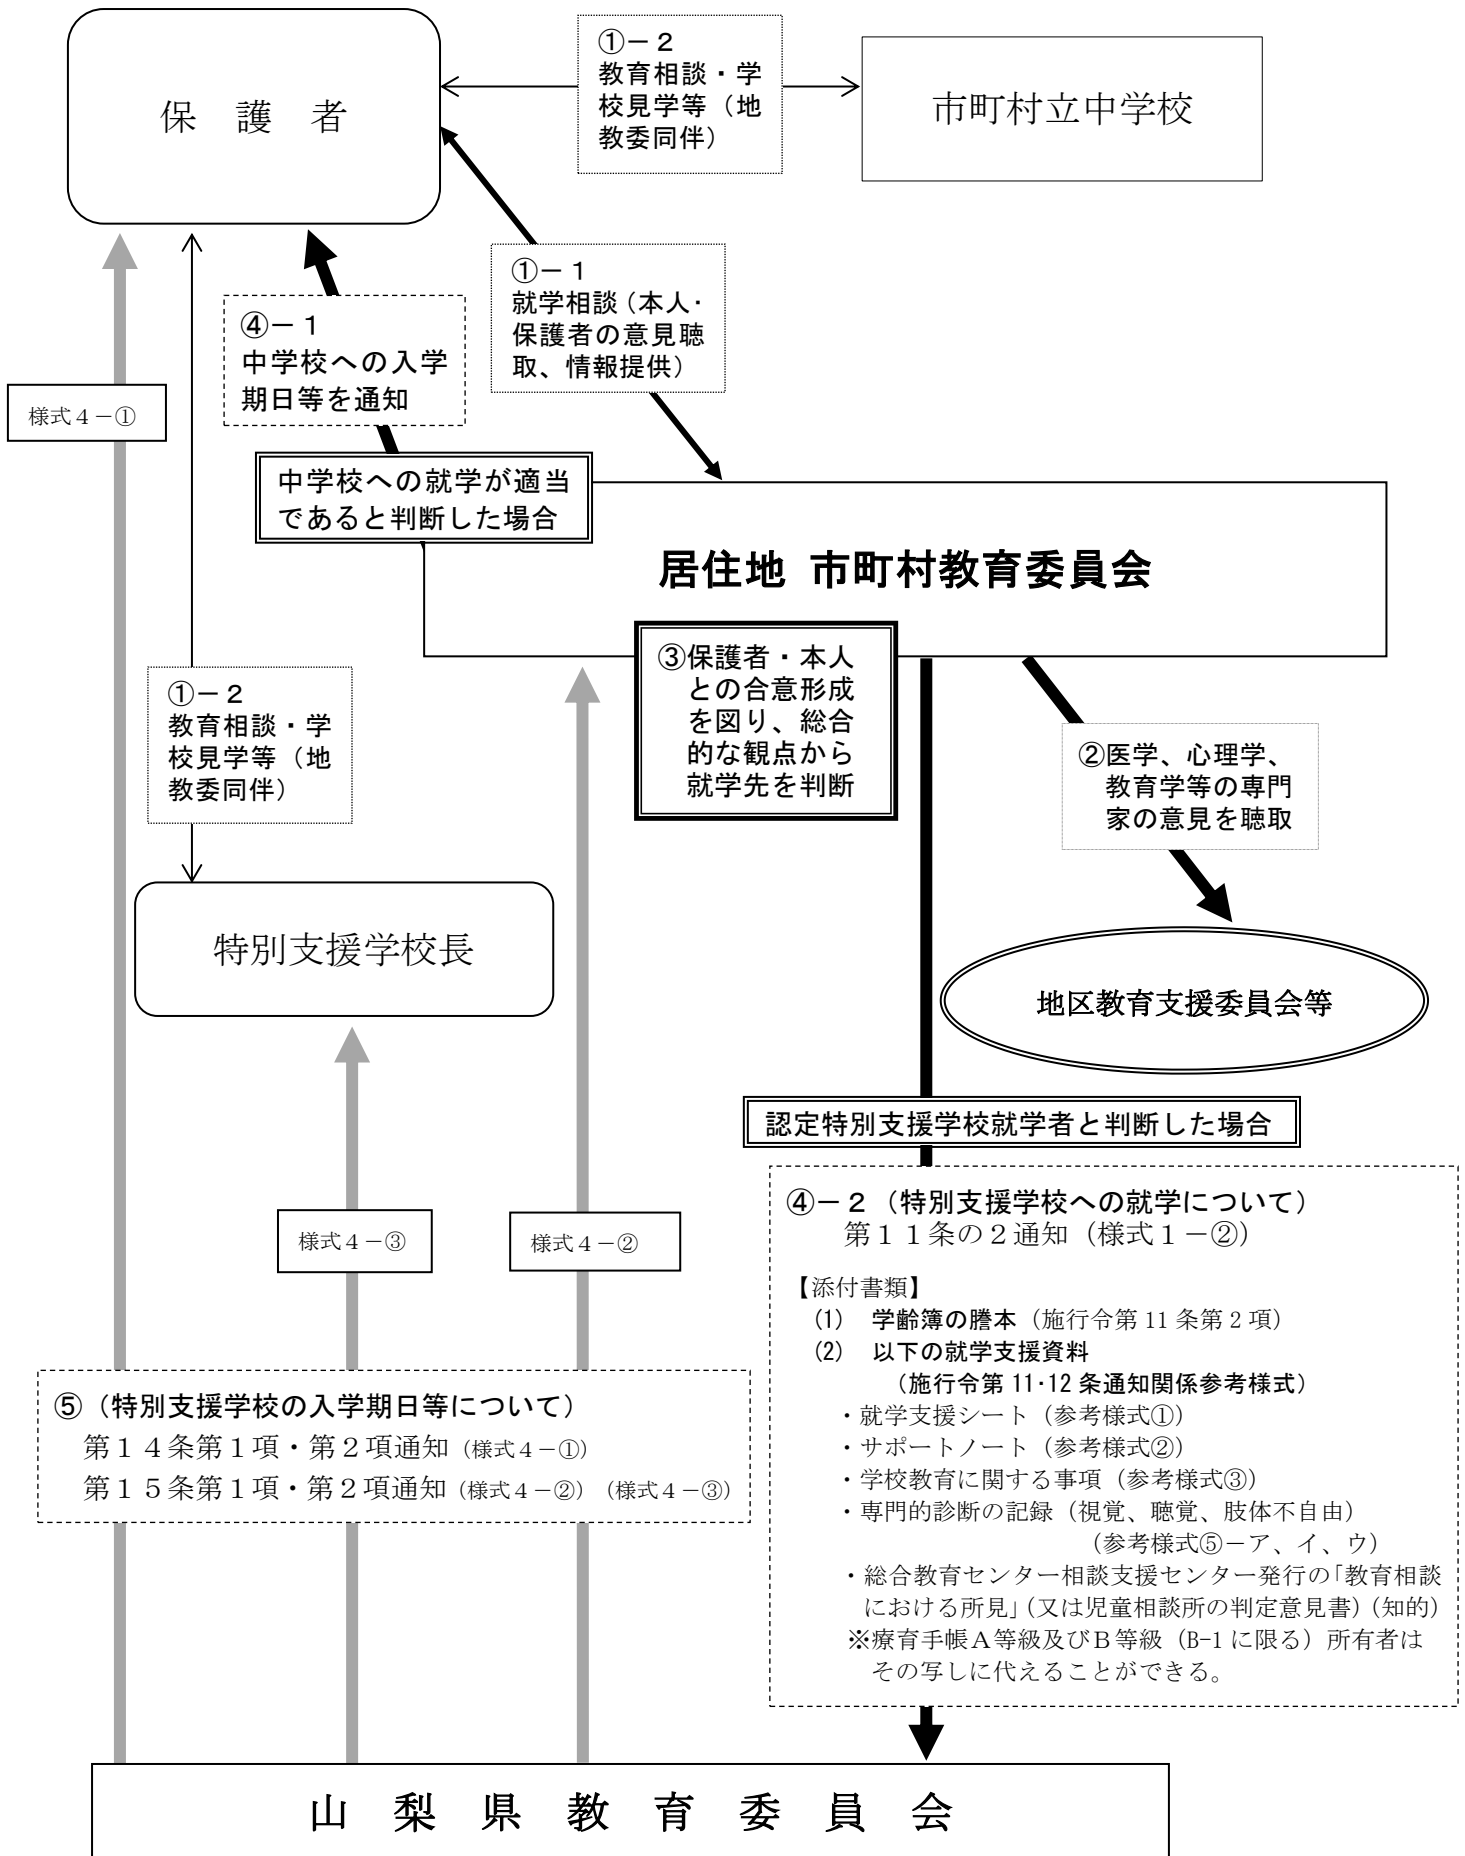 保　護　者
①－２
教育相談・学
校見学等（地
教委同伴）
市町村立中学校
①－１
就学相談（本人・
保護者の意見聴
取、情報提供）
④－１
中学校への入学
期日等を通知
様式４－①
中学校への就学が適当
であると判断した場合
居住地 市町村教育委員会
③保護者・本人
との合意形成
を図り、総合
的な観点から
就学先を判断
①－２
教育相談・学
校見学等（地
教委同伴）
②医学、心理学、
教育学等の専門
家の意見を聴取
特別支援学校長
地区教育支援委員会等
認定特別支援学校就学者と判断した場合
様式４－③
様式４－②
④－２（特別支援学校への就学について）
第１１条の２通知（様式１－②）
【添付書類】
(1)　学齢簿の謄本（施行令第 11 条第 2 項）
(2)　以下の就学支援資料
（施行令第 11･12 条通知関係参考様式）
・就学支援シート（参考様式①）
・サポートノート（参考様式②）
・学校教育に関する事項（参考様式③）
・専門的診断の記録（視覚、聴覚、肢体不自由）
（参考様式⑤－ア、イ、ウ）
・総合教育センター相談支援センター発行の「教育相談
における所見」（又は児童相談所の判定意見書）（知的）
※療育手帳Ａ等級及びＢ等級（B-1 に限る）所有者は
その写しに代えることができる。
⑤（特別支援学校の入学期日等について）
第１４条第１項・第２項通知（様式４－①）
第１５条第１項・第２項通知（様式４－②）（様式４－③）
山　梨　県　教　育　委　員　会